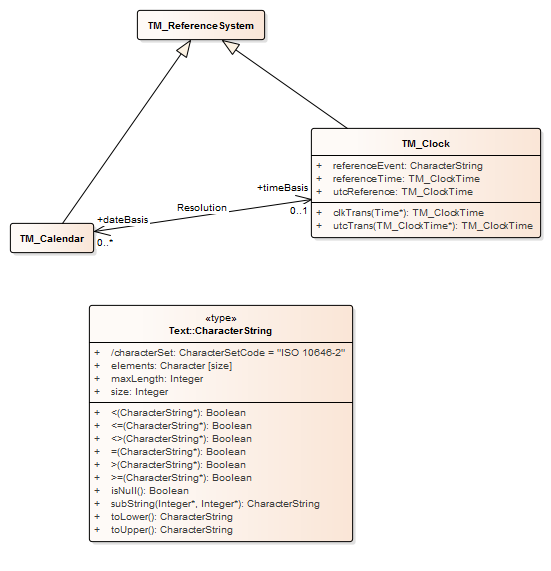 TM_ReferenceSystem
TM_Clock
+ referenceEvent: CharacterString
+ referenceTime: TM_ClockTime
+ utcReference: TM_ClockTime
+ clkTrans(Time*): TM_ClockTime
+ utcTrans(TM_ClockTime*): TM_ClockTime
+timeBasis
0..1
Resolution
+dateBasis
0..*
TM_Calendar
«type»
Text::CharacterString
+ /characterSet: CharacterSetCode = "ISO 10646-2"
+ elements: Character [size]
+ maxLength: Integer
+ size: Integer
+ <(CharacterString*): Boolean
+ <=(CharacterString*): Boolean
+ <>(CharacterString*): Boolean
+ =(CharacterString*): Boolean
+ >(CharacterString*): Boolean
+ >=(CharacterString*): Boolean
+ isNull(): Boolean
+ subString(Integer*, Integer*): CharacterString
+ toLower(): CharacterString
+ toUpper(): CharacterString